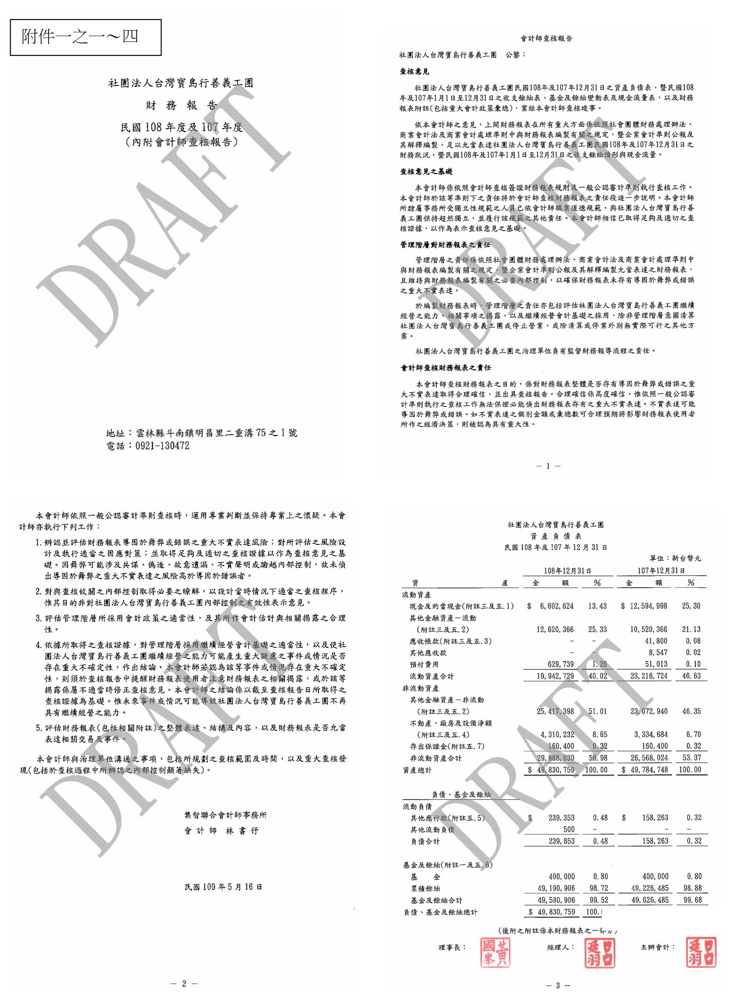 附件一之一～四
社團法人台灣寶島行善義工團
財 務 報 告
民國 108 年度及 107 年度
（內附會計師查核報告）
地址：雲林縣斗南鎮明昌里二重溝 75 之 1 號
電話：0921-130472
DRAFT
會計師查核報告
社團法人台灣寶島行善義工團 公鑒：
查核意見
社團法人台灣寶島行善義工團民國108年及107年12月31日之資產負債表，暨民國108
年及107年1月1日至12月31日之收支餘絀表、基金及餘絀變動表及現金流量表，以及財務
報表附註(包括重大會計政策彙總)，業經本會計師查核竣事。
依本會計師之意見，上開財務報表在所有重大方面係依照社會團體財務處理辦法、
商業會計法及商業會計處理準則中與財務報表編製有關之規定，暨企業會計準則公報及
其解釋編製，足以允當表達社團法人台灣寶島行善義工團民國108年及107年12月31日之
財務狀況，暨民國108年及107年1月1日至12月31日之收支餘絀情形與現金流量。
查核意見之基礎
本會計師係依照會計師查核簽證財務報表規則及一般公認審計準則執行查核工作。
本會計師於該等準則下之責任將於會計師查核財務報表之責任段進一步說明。本會計師
所隸屬事務所受獨立性規範之人員已依會計師職業道德規範，與社團法人台灣寶島行善
義工團保持超然獨立，並履行該規範之其他責任。本會計師相信已取得足夠及適切之查
核證據，以作為表示查核意見之基礎。
管理階層對財務報表之責任
管理階層之責任係依照社會團體財務處理辦法、商業會計法及商業會計處理準則中
與財務報表編製有關之規定，暨企業會計準則公報及其解釋編製允當表達之財務報表，
且維持與財務報表編製有關之必要內部控制，以確保財務報表未存有導因於舞弊或錯誤
之重大不實表達。
於編製財務報表時，管理階層之責任亦包括評估社團法人台灣寶島行善義工團繼續
經營之能力、相關事項之揭露，以及繼續經營會計基礎之採用，除非管理階層意圖清算
社團法人台灣寶島行善義工團或停止營業，或除清算或停業外別無實際可行之其他方
案。
社團法人台灣寶島行善義工團之治理單位負有監督財務報導流程之責任。
會計師查核財務報表之責任
本會計師查核財務報表之目的，係對財務報表整體是否存有導因於舞弊或錯誤之重
大不實表達取得合理確信，並出具查核報告。合理確信係高度確信，惟依照一般公認審
計準則執行之查核工作無法保證必能偵出財務報表存有之重大不實表達。不實表達可能
導因於舞弊或錯誤。如不實表達之個別金額或彙總數可合理預期將影響財務報表使用者
所作之經濟決策，則被認為具有重大性。
— 1 —
DRAFT
本會計師依照一般公認審計準則查核時，運用專業判斷並保持專業上之懷疑。本會
計師亦執行下列工作：
1. 辨認並評估財務報表導因於舞弊或錯誤之重大不實表達風險；對所評估之風險設
計及執行適當之因應對策；並取得足夠及適切之查核證據以作為查核意見之基
礎。因舞弊可能涉及共謀、偽造、故意遺漏、不實聲明或踰越內部控制，故未偵
出導因於舞弊之重大不實表達之風險高於導因於錯誤者。
2. 對與查核攸關之內部控制取得必要之瞭解，以設計當時情況下適當之查核程序，
惟其目的非對社團法人台灣寶島行善義工團內部控制之有效性表示意見。
3. 評估管理階層所採用會計政策之適當性，及其所作會計估計與相關揭露之合理
性。
4. 依據所取得之查核證據，對管理階層採用繼續經營會計基礎之適當性，以及使社
團法人台灣寶島行善義工團繼續經營之能力可能產生重大疑慮之事件或情況是否
存在重大不確定性，作出結論。本會計師若認為該等事件或情況存在重大不確定
性，則須於查核報告中提醒財務報表使用者注意財務報表之相關揭露，或於該等
揭露係屬不適當時修正查核意見。本會計師之結論係以截至查核報告日所取得之
查核證據為基礎。惟未來事件或情況可能導致社團法人台灣寶島行善義工團不再
具有繼續經營之能力。
5. 評估財務報表(包括相關附註)之整體表達、結構及內容，以及財務報表是否允當
表達相關交易及事件。
本會計師與治理單位溝通之事項，包括所規劃之查核範圍及時間，以及重大查核發
現(包括於查核過程中所辨認之內部控制顯著缺失)。
集智聯合會計師事務所
會 計 師 林 書 伃
民國 109 年 5 月 16 日
— 2 —
DRAFT
社團法人台灣寶島行善義工團
資 產 負 債 表
民國 108 年及 107 年 12 月 31 日
單位：新台幣元
108年12月31日 107年12月31日
資 產 金 額 % 金 額 %
流動資產
現金及約當現金(附註三及五.1) $ 6,692,624 13.43 $ 12,594,998 25.30
其他金融資產－流動
(附註三及五.2) 12,620,366 25.33 10,520,366 21.13
應收帳款(附註三及五.3) － － 41,800 0.08
其他應收款 － － 8,547 0.02
預付費用 629,739 1.26 51,013 0.10
流動資產合計 19,942,729 40.02 23,216,724 46.63
非流動資產
其他金融資產－非流動
(附註三及五.2) 25,417,398 51.01 23,072,940 46.35
不動產、廠房及設備淨額
(附註三及五.4) 4,310,232 8.65 3,334,684 6.70
存出保證金(附註五.7) 160,400 0.32 160,400 0.32
非流動資產合計 29,888,030 59.98 26,568,024 53.37
資產總計 $ 49,830,759 100.00 $ 49,784,748 100.00
負債、基金及餘絀
流動負債
其他應付款(附註五.5) $ 239,353 0.48 $ 158,263 0.32
其他流動負債 500 － － －
負債合計 239,853 0.48 158,263 0.32
基金及餘絀(附註一及五.6)
基 金 400,000 0.80 400,000 0.80
累積餘絀 49,190,906 98.72 49,226,485 98.88
基金及餘絀合計 49,590,906 99.52 49,626,485 99.68
負債、基金及餘絀總計 $ 49,830,759 100.
(後附之附註係本財務報表之一部分)
理事長： 黃國峯 經理人： 呂廷羽 主辦會計： 呂廷羽
— 3 —
DRAFT